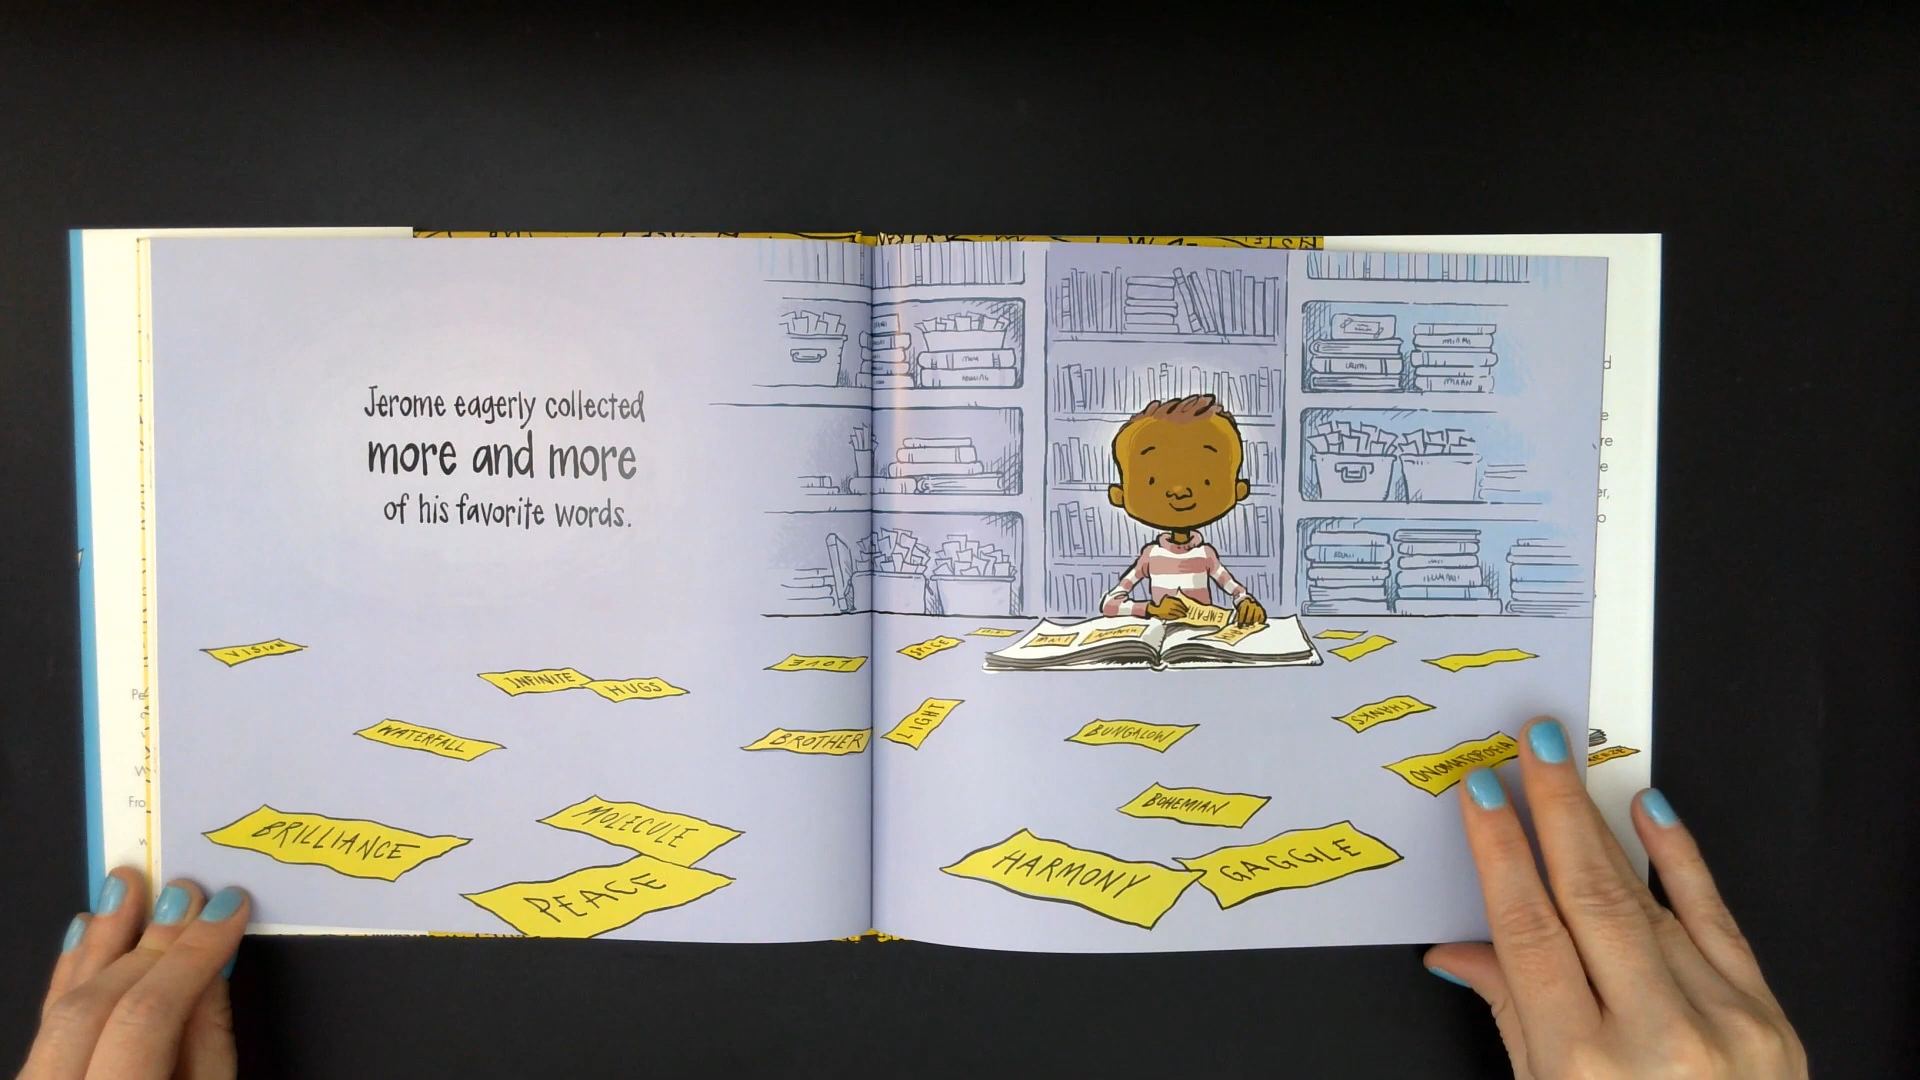 Jerome eagerly collected
more and more
of his favorite words.
VISION
INFINITE
HUGS
LOVE
WATERFALL
BROTHER
BRILLIANCE
MOLECULE
PEACE
SPICE
LIGHT
BUNGALOW
THANKS
ONOMATOPOEIA
BOHEMIAN
HARMONY
GAGGLE